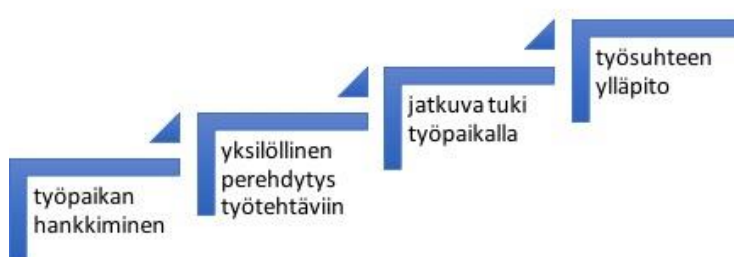 työpaikan
hankkiminen
yksilöllinen
perehdytys
työtehtäviin
jatkuva tuki
työpaikalla
työsuhteen
ylläpito